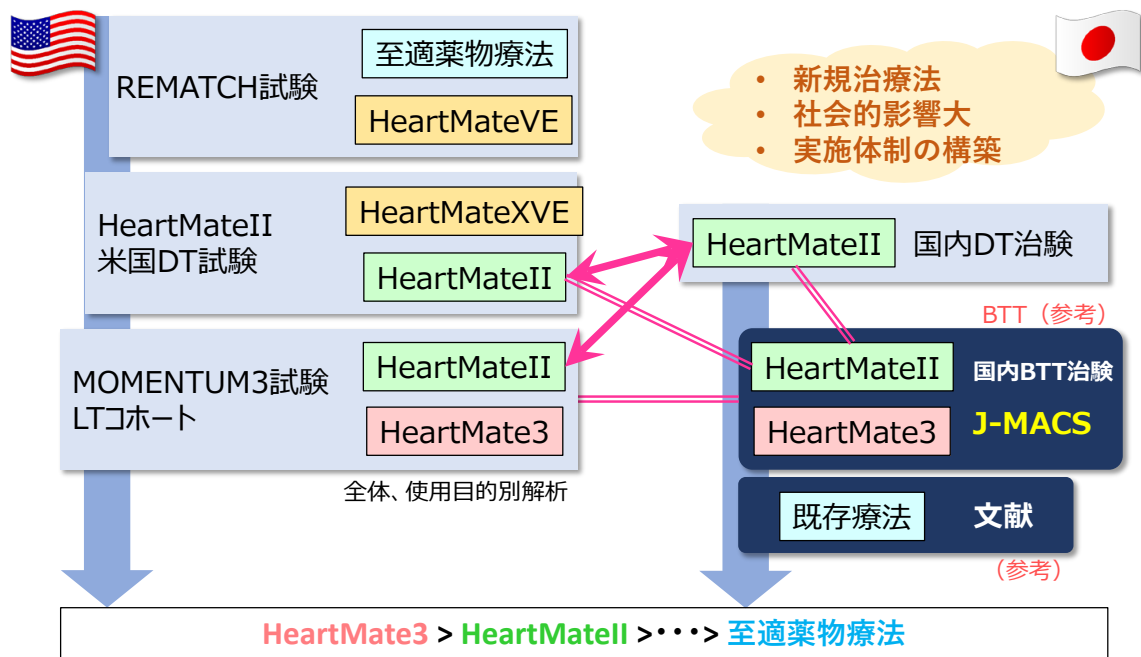 REMATCH試験
至適薬物療法
HeartMateVE
• 新規治療法
• 社会的影響大
• 実施体制の構築
HeartMateII
米国DT試験
HeartMateXVE
HeartMateII
HeartMateII
国内DT治験
MOMENTUM3試験
LTコホート
HeartMateII
HeartMate3
全体、使用目的別解析
BTT（参考）
HeartMateII
国内BTT治験
HeartMate3
J-MACS
既存療法
文献
（参考）
HeartMate3 > HeartMateII >･･･> 至適薬物療法